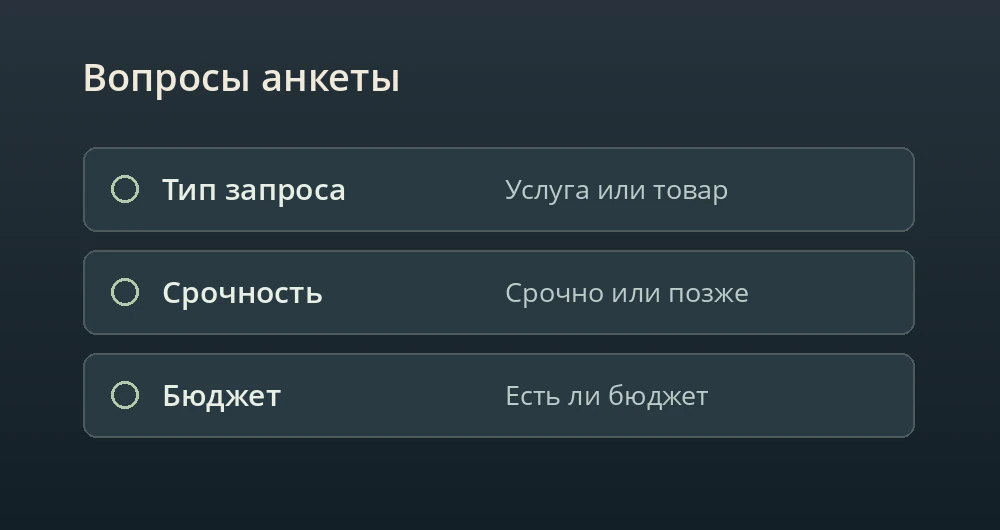 Вопросы анкеты
Тип запроса Услуга или товар
Срочность Срочно или позже
Бюджет Есть ли бюджет